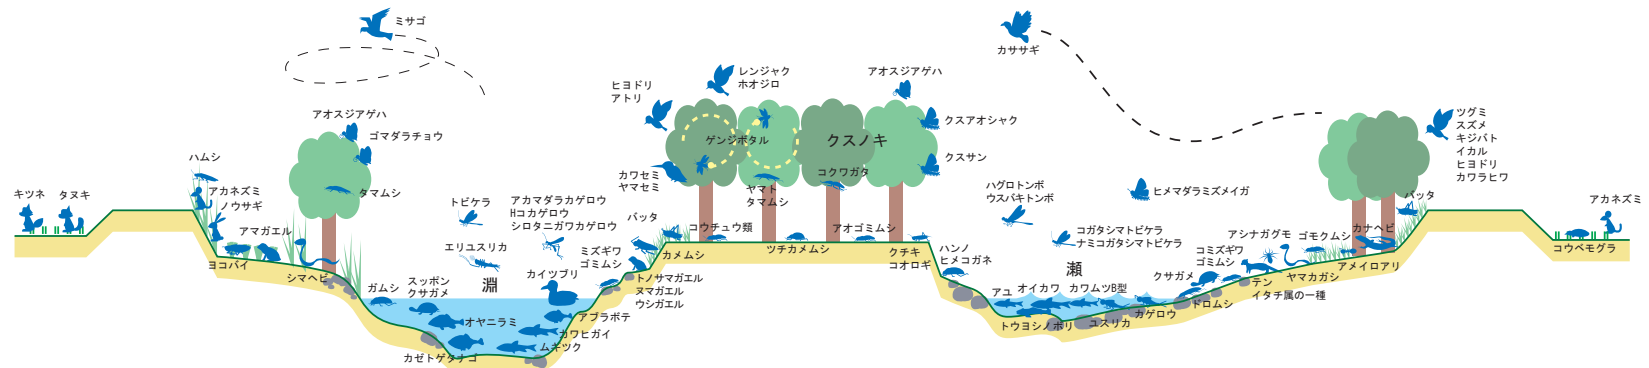 ミサゴ
カササギ
アオスジアゲハ
ゴマダラチョウ
ハムシ
キツネ
タヌキ
アカネズミ
ノウサギ
アマガエル
タマムシ
ヨコバイ
シマヘビ
トビケラ
アカマダラカゲロウ
Hコカゲロウ
シロタニガワカゲロウ
エリユスリカ
淵
カイツブリ
ガムシ
スッポン
クサガメ
オヤニラミ
カゼトゲタナゴ
アブラボテ
カワヒガイ
ムギツク
ミズギワ
ゴミムシ
トノサマガエル
ヌマガエル
ウシガエル
バッタ
カメムシ
ヒヨドリ
アトリ
レンジャク
ホオジロ
アオスジアゲハ
クスアオシャク
ゲンジボタル
クスノキ
クスサン
カワセミ
ヤマセミ
ヤマト
タマムシ
コクワガタ
コウチュウ類
ツチカメムシ
アオゴミムシ
クチキ
コオロギ
ハンノ
ヒメコガネ
ハグロトンボ
ウスバキトンボ
ヒメマダラミズメイガ
コガタシマトビケラ
ナミコガタシマトビケラ
瀬
アユ
オイカワ
カワムツB型
トウヨシノボリ
ユスリカ
カゲロウ
ドロムシ
クサガメ
コミズギワ
ゴミムシ
アシナガグモ
ゴモクムシ
テン
イタチ属の一種
ヤマカガシ
アメイロアリ
カナヘビ
バッタ
ツグミ
スズメ
キジバト
イカル
ヒヨドリ
カワラヒワ
アカネズミ
コウベモグラ